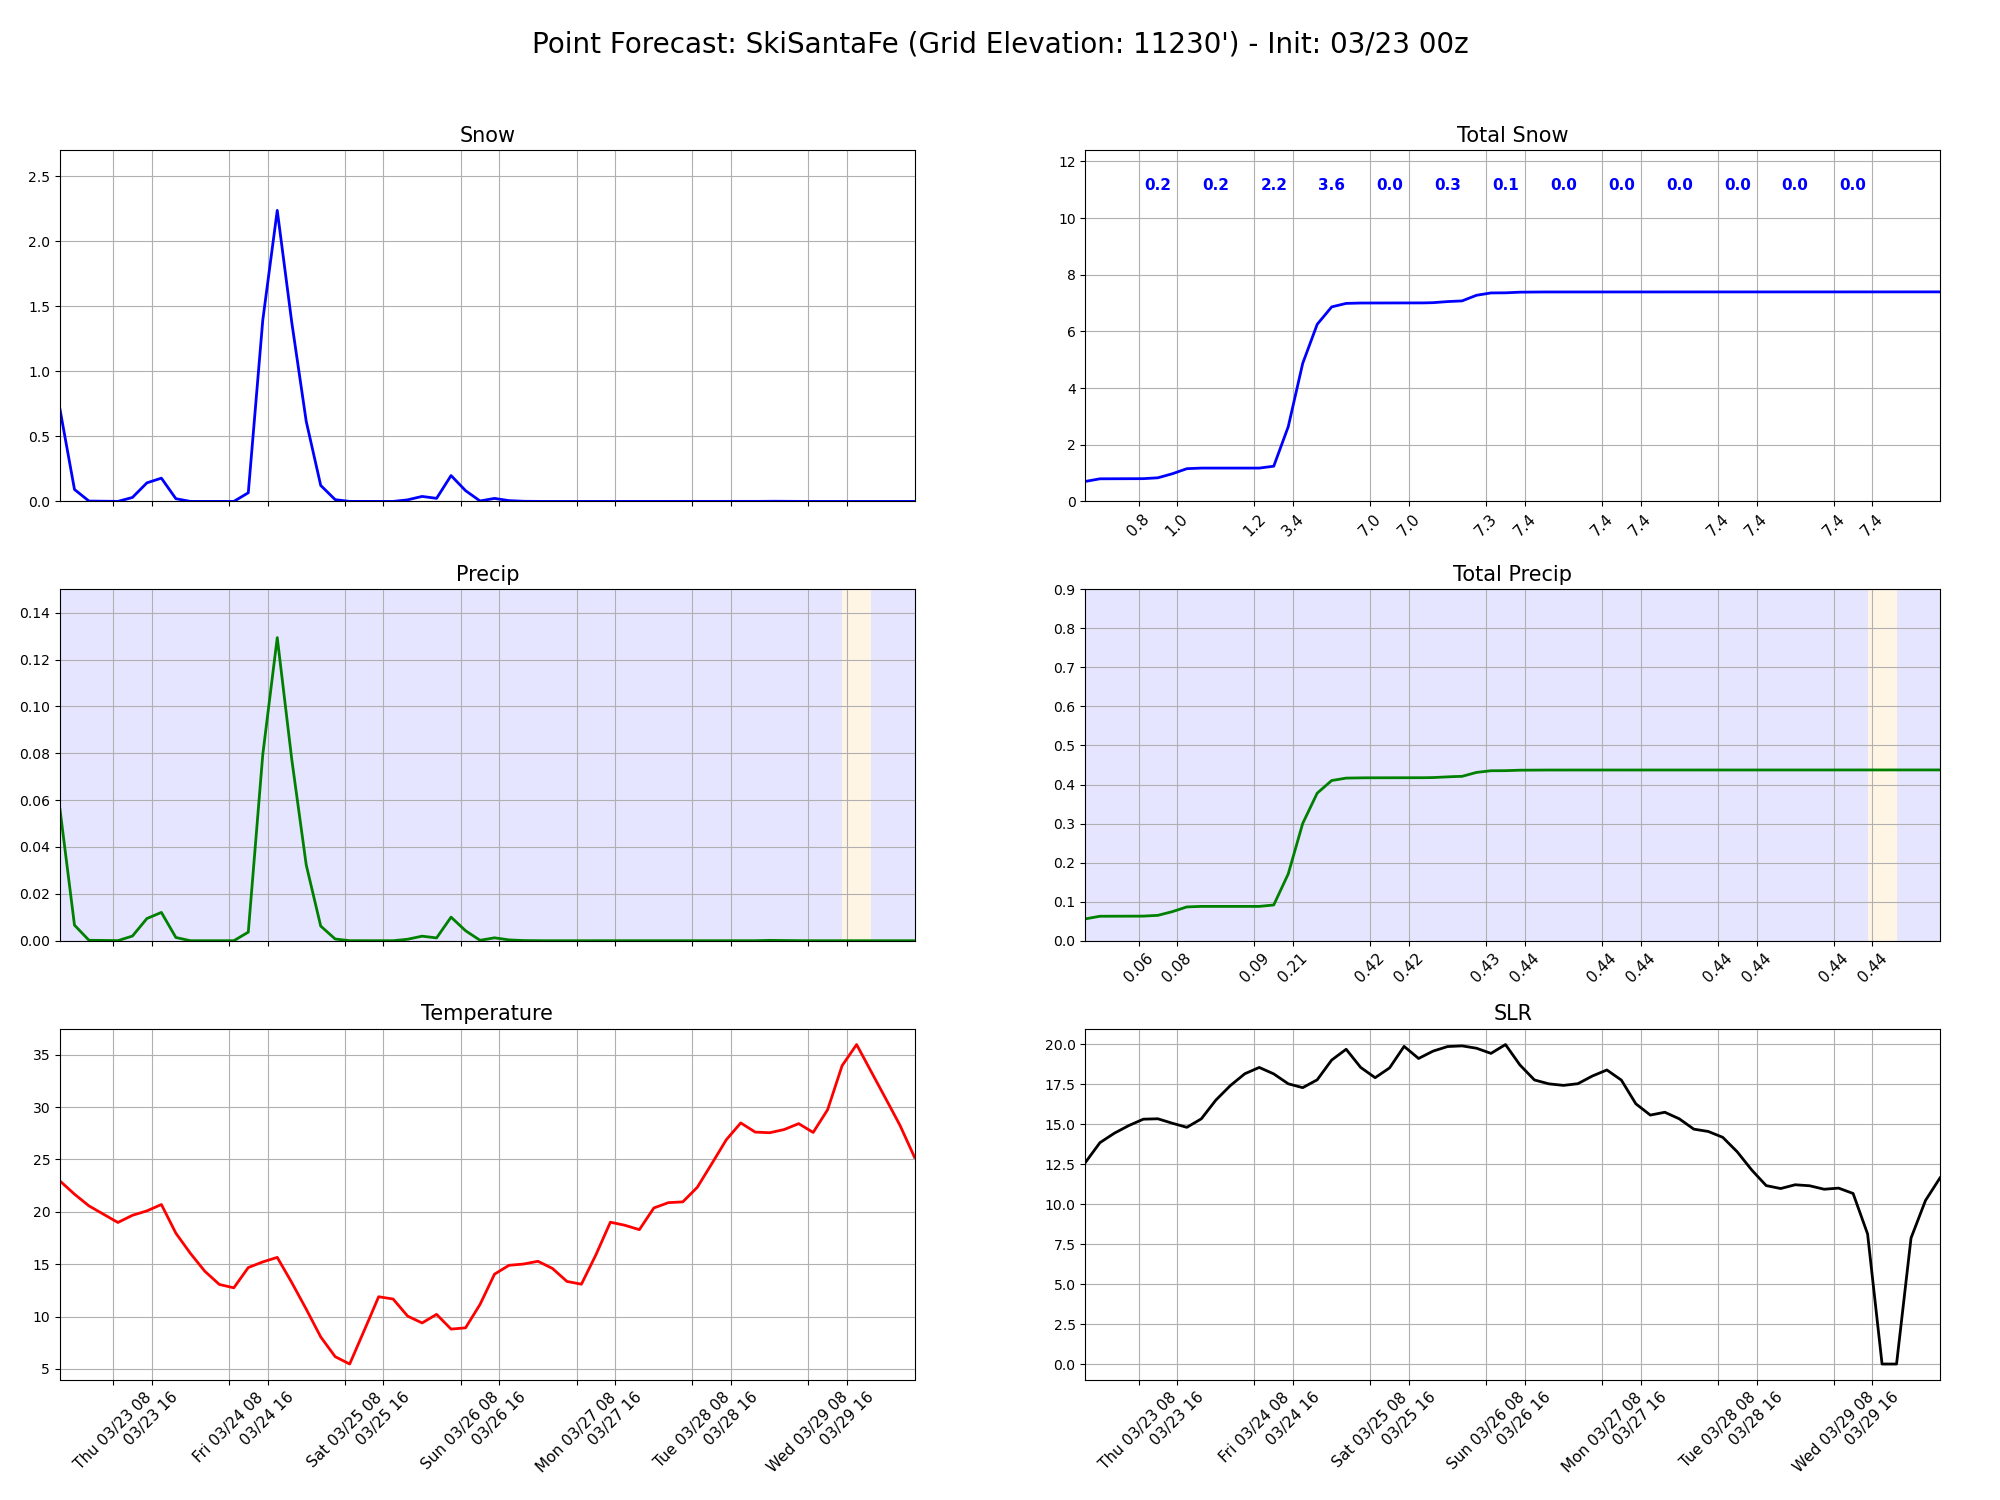 Point Forecast: SkiSantaFe (Grid Elevation: 11230') - Init: 03/23 00z
Snow
2.5
2.0
1.5
1.0
0.5
0.0
Total Snow
12
10
8
6
4
2
0
0.2 0.2 2.2 3.6 0.0 0.3 0.1 0.0 0.0 0.0 0.0 0.0 0.0
0.8 1.0 1.2 3.4 7.0 7.0 7.3 7.4 7.4 7.4 7.4 7.4 7.4 7.4
Precip
0.14
0.12
0.10
0.08
0.06
0.04
0.02
0.00
Total Precip
0.9
0.8
0.7
0.6
0.5
0.4
0.3
0.2
0.1
0.0
0.06 0.08 0.09 0.21 0.42 0.42 0.43 0.44 0.44 0.44 0.44 0.44 0.44 0.44
Temperature
35
30
25
20
15
10
5
Thu 03/23 08
03/23 16
Fri 03/24 08
03/24 16
Sat 03/25 08
03/25 16
Sun 03/26 08
03/26 16
Mon 03/27 08
03/27 16
Tue 03/28 08
03/28 16
Wed 03/29 08
03/29 16
SLR
20.0
17.5
15.0
12.5
10.0
7.5
5.0
2.5
0.0
Thu 03/23 08
03/23 16
Fri 03/24 08
03/24 16
Sat 03/25 08
03/25 16
Sun 03/26 08
03/26 16
Mon 03/27 08
03/27 16
Tue 03/28 08
03/28 16
Wed 03/29 08
03/29 16